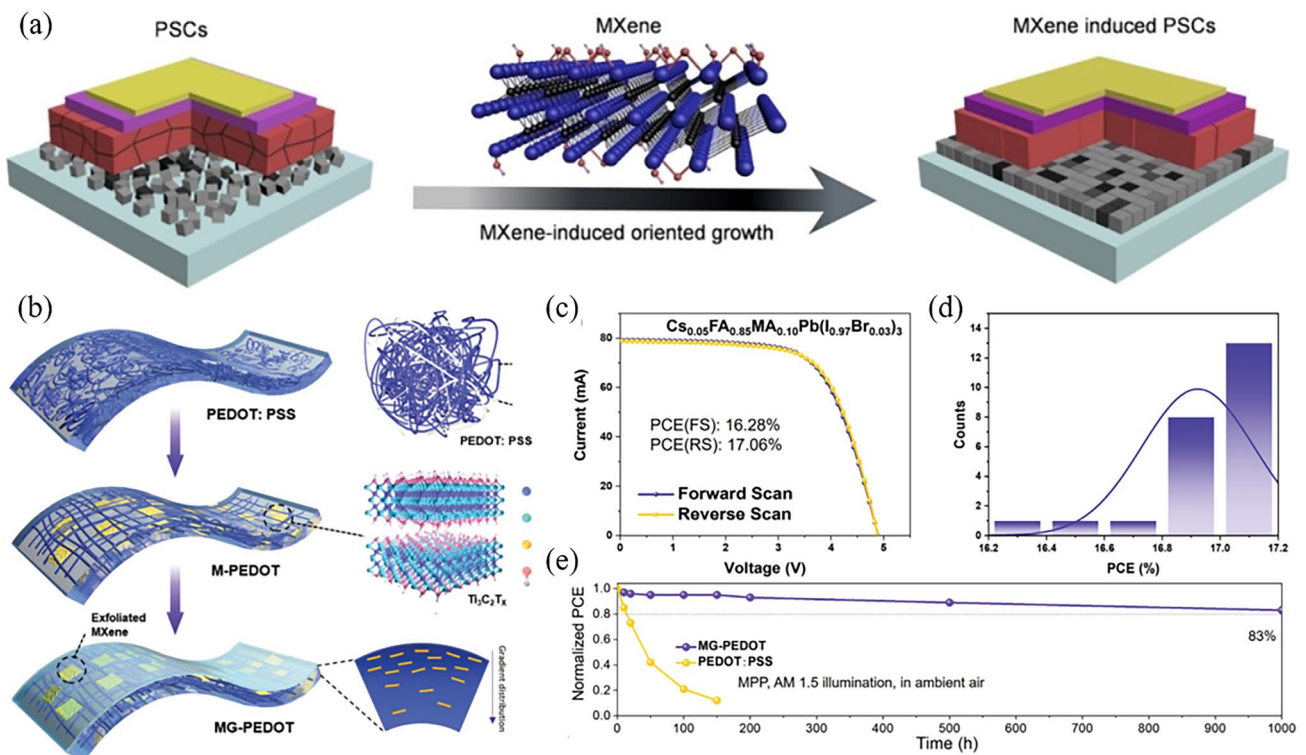 (a)
PSCs
MXene
MXene induced PSCs
MXene-induced oriented growth
(b)
PEDOT: PSS
PEDOT: PSS
M-PEDOT
Ti₃C₂Tₓ
Exfoliated
MXene
MG-PEDOT
Gradient
distribution
(c)
Cs₀.₀₅FA₀.₈₅MA₀.₁₀Pb(I₀.₉₇Br₀.₀₃)₃
PCE(FS): 16.28%
PCE(RS): 17.06%
Forward Scan
Reverse Scan
Current (mA)
80
60
40
20
0
0 1 2 3 4 5 6
Voltage (V)
(d)
Counts
14
12
10
8
6
4
2
0
16.2 16.4 16.6 16.8 17.0 17.2
PCE (%)
(e)
Normalized PCE
1.0
0.8
0.6
0.4
0.2
0.0
MG-PEDOT
PEDOT: PSS
MPP, AM 1.5 illumination, in ambient air
83%
0 100 200 300 400 500 600 700 800 900 1000
Time (h)